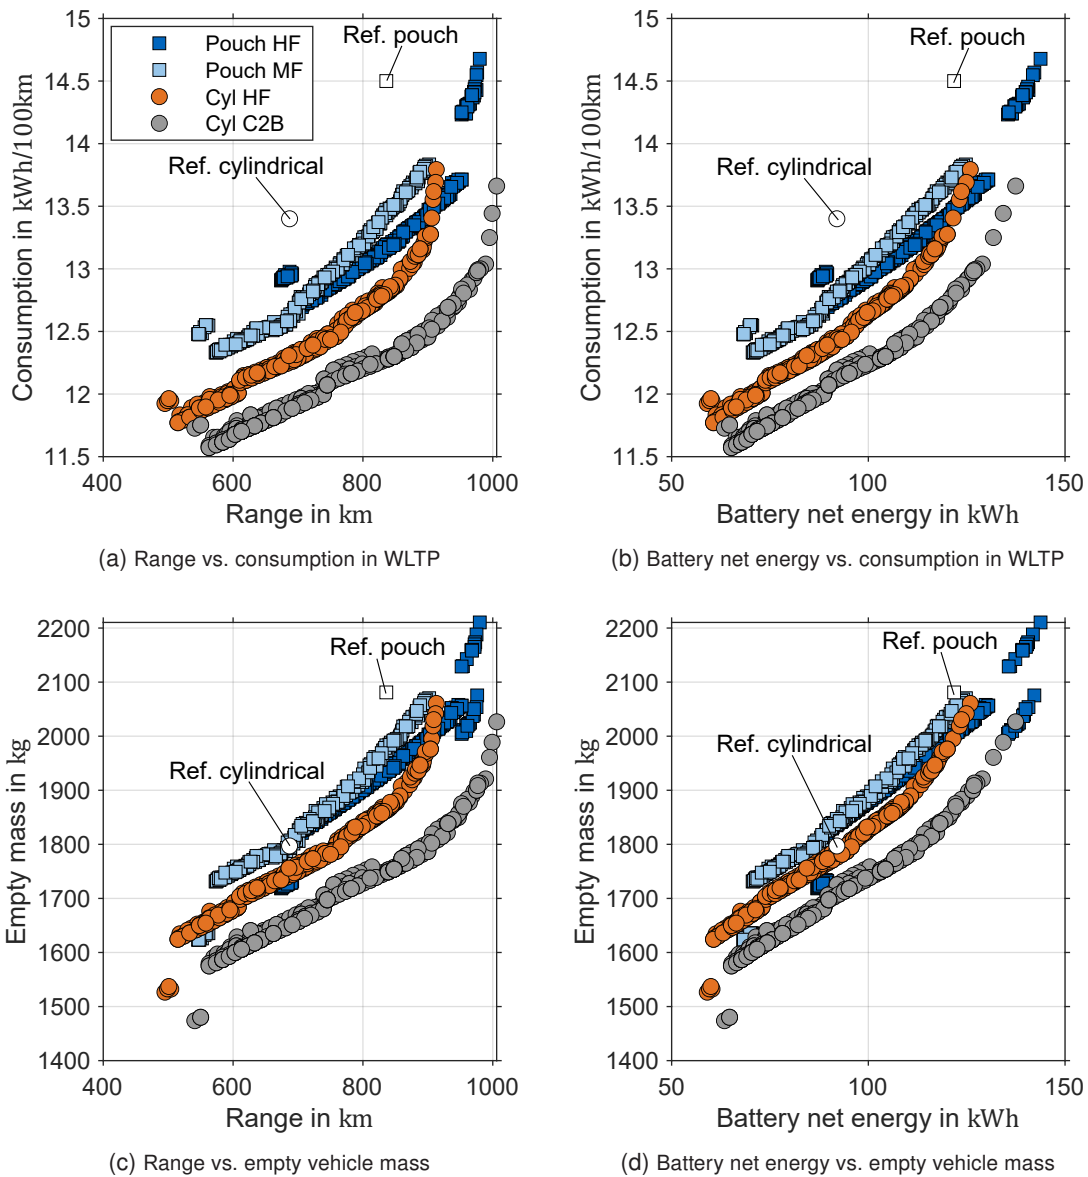 15
14.5
14
13.5
13
12.5
12
11.5
Consumption in kWh/100km
Pouch HF
Pouch MF
Cyl HF
Cyl C2B
Ref. pouch
Ref. cylindrical
400
600
800
1000
Range in km
(a) Range vs. consumption in WLTP
15
14.5
14
13.5
13
12.5
12
11.5
Consumption in kWh/100km
Ref. pouch
Ref. cylindrical
50
100
150
Battery net energy in kWh
(b) Battery net energy vs. consumption in WLTP
2200
2100
2000
1900
1800
1700
1600
1500
1400
Empty mass in kg
Ref. pouch
Ref. cylindrical
400
600
800
1000
Range in km
(c) Range vs. empty vehicle mass
2200
2100
2000
1900
1800
1700
1600
1500
1400
Empty mass in kg
Ref. pouch
Ref. cylindrical
50
100
150
Battery net energy in kWh
(d) Battery net energy vs. empty vehicle mass